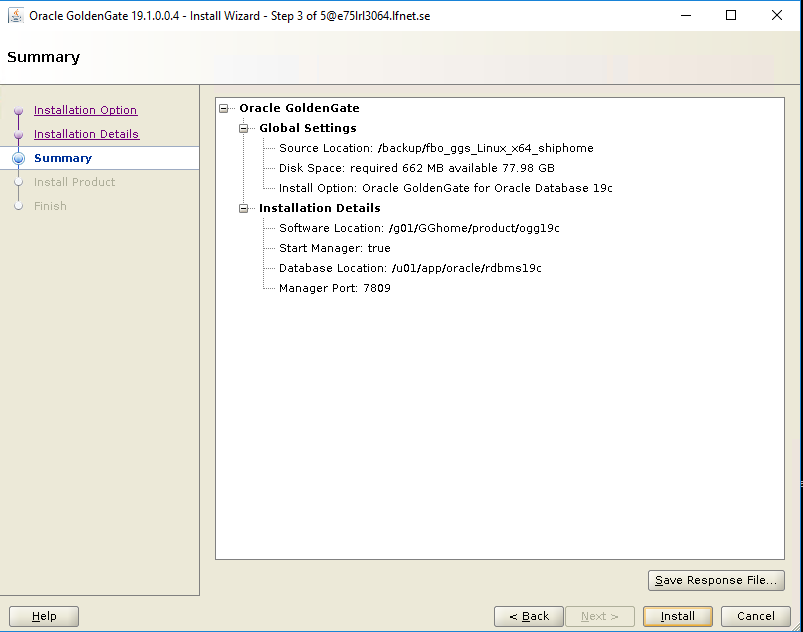 Oracle GoldenGate 19.1.0.0.4 - Install Wizard - Step 3 of 5@e75lrl3064.lfnet.se
Summary
Installation Option
Installation Details
Summary
Install Product
Finish
Oracle GoldenGate
Global Settings
Source Location: /backup/fbo_ggs_Linux_x64_shiphome
Disk Space: required 662 MB available 77.98 GB
Install Option: Oracle GoldenGate for Oracle Database 19c
Installation Details
Software Location: /g01/GGhome/product/ogg19c
Start Manager: true
Database Location: /u01/app/oracle/rdbms19c
Manager Port: 7809
Save Response File...
Help
< Back
Next >
Install
Cancel